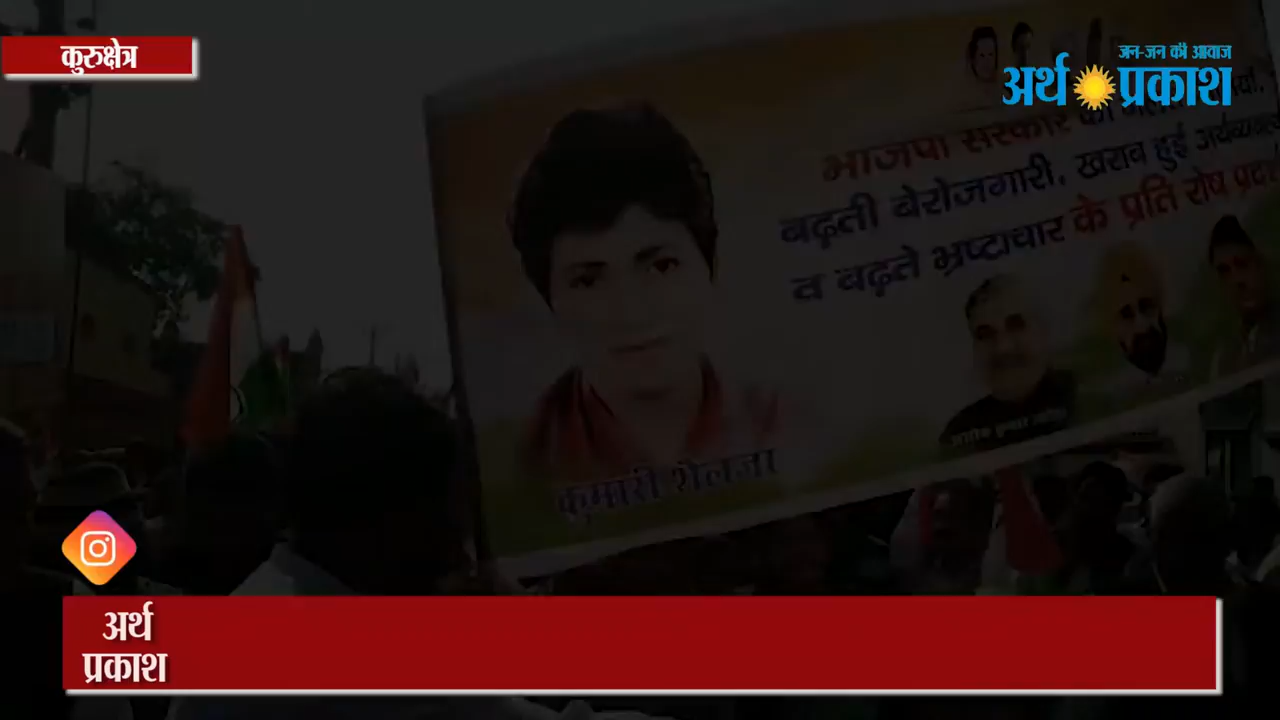 कुरुक्षेत्र
जन-जन की आवाज
अर्थ प्रकाश
भाजपा सरकार की
बढ़ती बेरोजगारी, खराब हुई
व बढ़ते भ्रष्टाचार के प्रति रोष
कुमारी शैलजा
अर्थ
प्रकाश